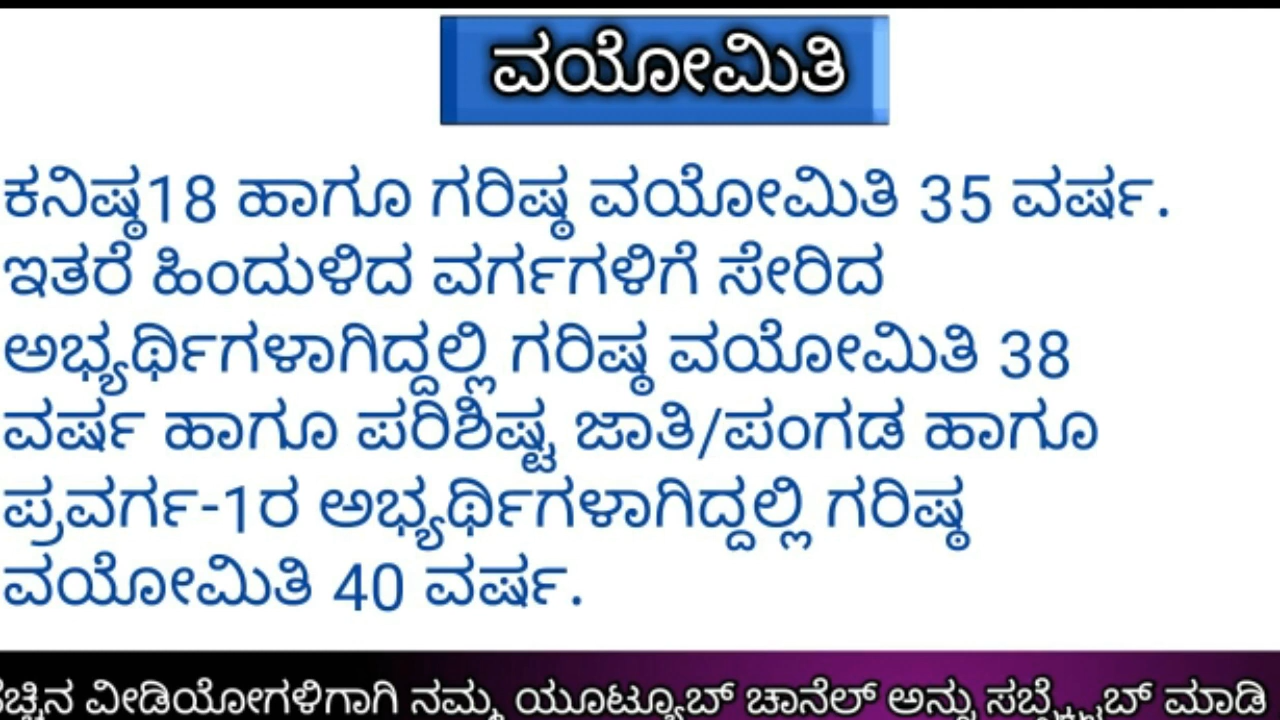 ವಯೋಮಿತಿ
ಕನಿಷ್ಠ18 ಹಾಗೂ ಗರಿಷ್ಠ ವಯೋಮಿತಿ 35 ವರ್ಷ.
ಇತರೆ ಹಿಂದುಳಿದ ವರ್ಗಗಳಿಗೆ ಸೇರಿದ
ಅಭ್ಯರ್ಥಿಗಳಾಗಿದ್ದಲ್ಲಿ ಗರಿಷ್ಠ ವಯೋಮಿತಿ 38
ವರ್ಷ ಹಾಗೂ ಪರಿಶಿಷ್ಟ ಜಾತಿ/ಪಂಗಡ ಹಾಗೂ
ಪ್ರವರ್ಗ-1ರ ಅಭ್ಯರ್ಥಿಗಳಾಗಿದ್ದಲ್ಲಿ ಗರಿಷ್ಠ
ವಯೋಮಿತಿ 40 ವರ್ಷ.
ವೀಡಿಯೋಗಳಿಗಾಗಿ ನಮ್ಮ ಯೂಟ್ಯೂಬ್ ಚಾನೆಲ್ ಅನ್ನು ಮಾಡಿ